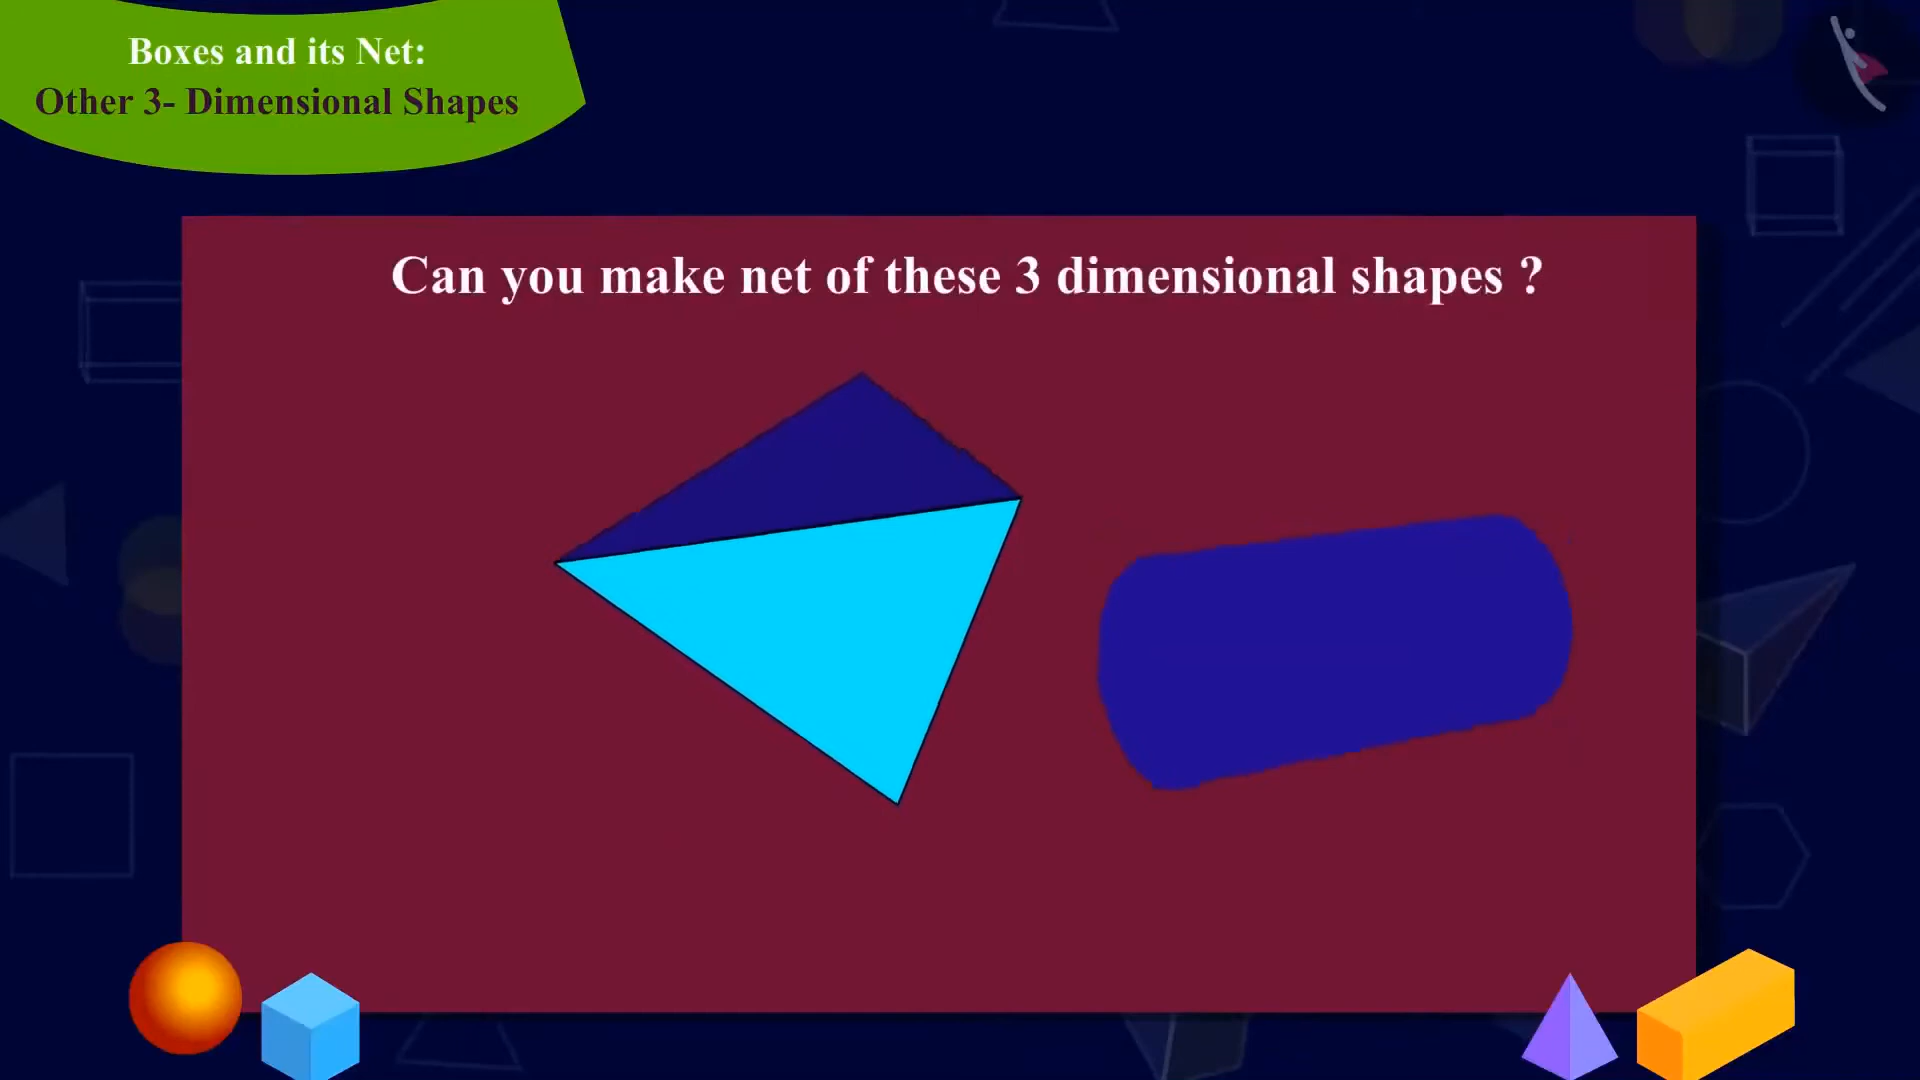 Boxes and its Net:
Other 3- Dimensional Shapes
Can you make net of these 3 dimensional shapes ?